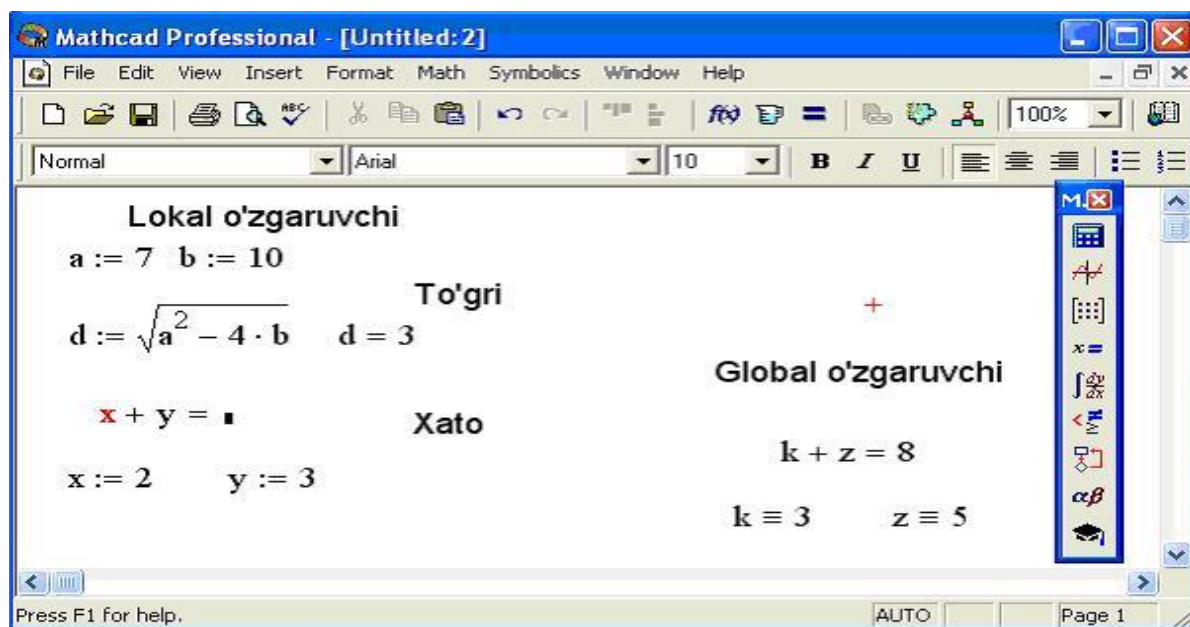 Mathcad Professional - [Untitled:2]
File Edit View Insert Format Math Symbolics Window Help
100%
Normal Arial 10 B I U
M.
Lokal o'zgaruvchi
a := 7 b := 10
To'gri
d := √(a² − 4 · b) d = 3
Global o'zgaruvchi
x + y = ▪
Xato
k + z = 8
x := 2 y := 3
k ≡ 3 z ≡ 5
Press F1 for help. AUTO Page 1